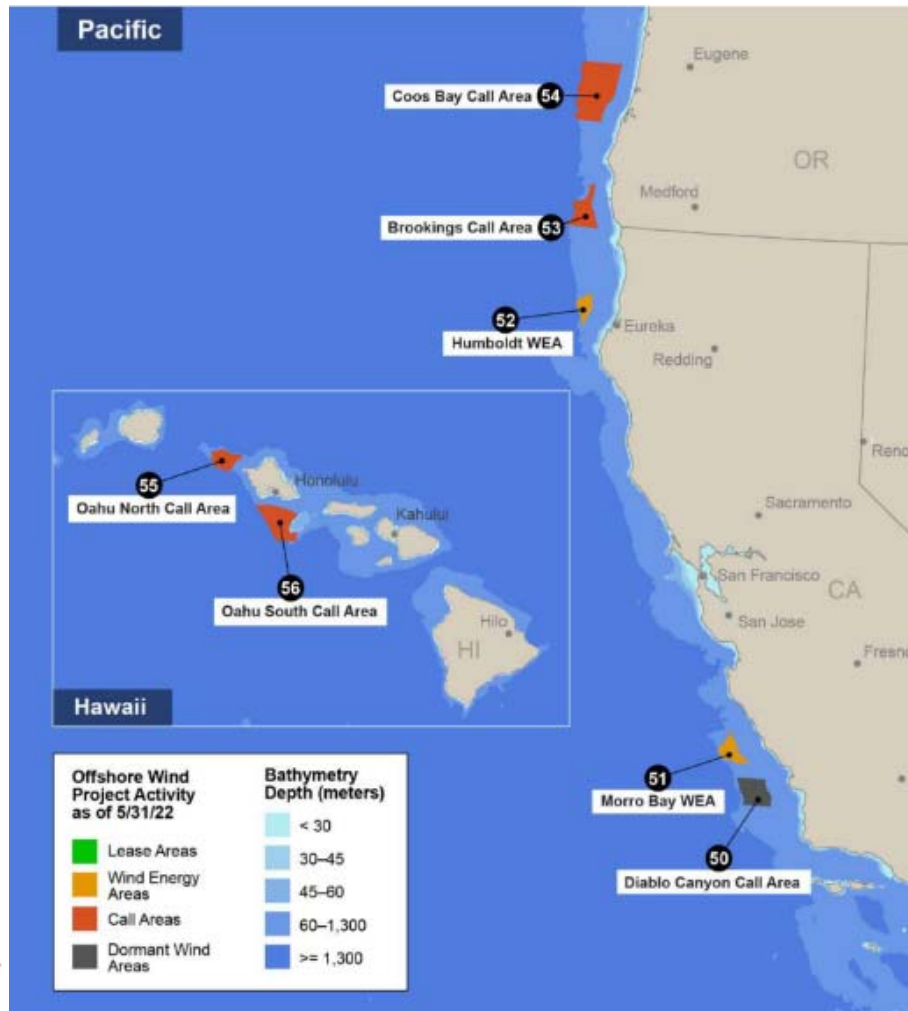 Pacific
Eugene
Coos Bay Call Area 54
OR
Medford
Brookings Call Area 53
52
Humboldt WEA
Eureka
Redding
55
Oahu North Call Area
Honolulu
Kahului
56
Oahu South Call Area
Hilo
HI
Hawaii
Reno
Sacramento
San Francisco
CA
San Jose
Fresn
51
Morro Bay WEA
50
Diablo Canyon Call Area
Offshore Wind
Project Activity
as of 5/31/22
Lease Areas
Wind Energy
Areas
Call Areas
Dormant Wind
Areas
Bathymetry
Depth (meters)
< 30
30–45
45–60
60–1,300
>= 1,300